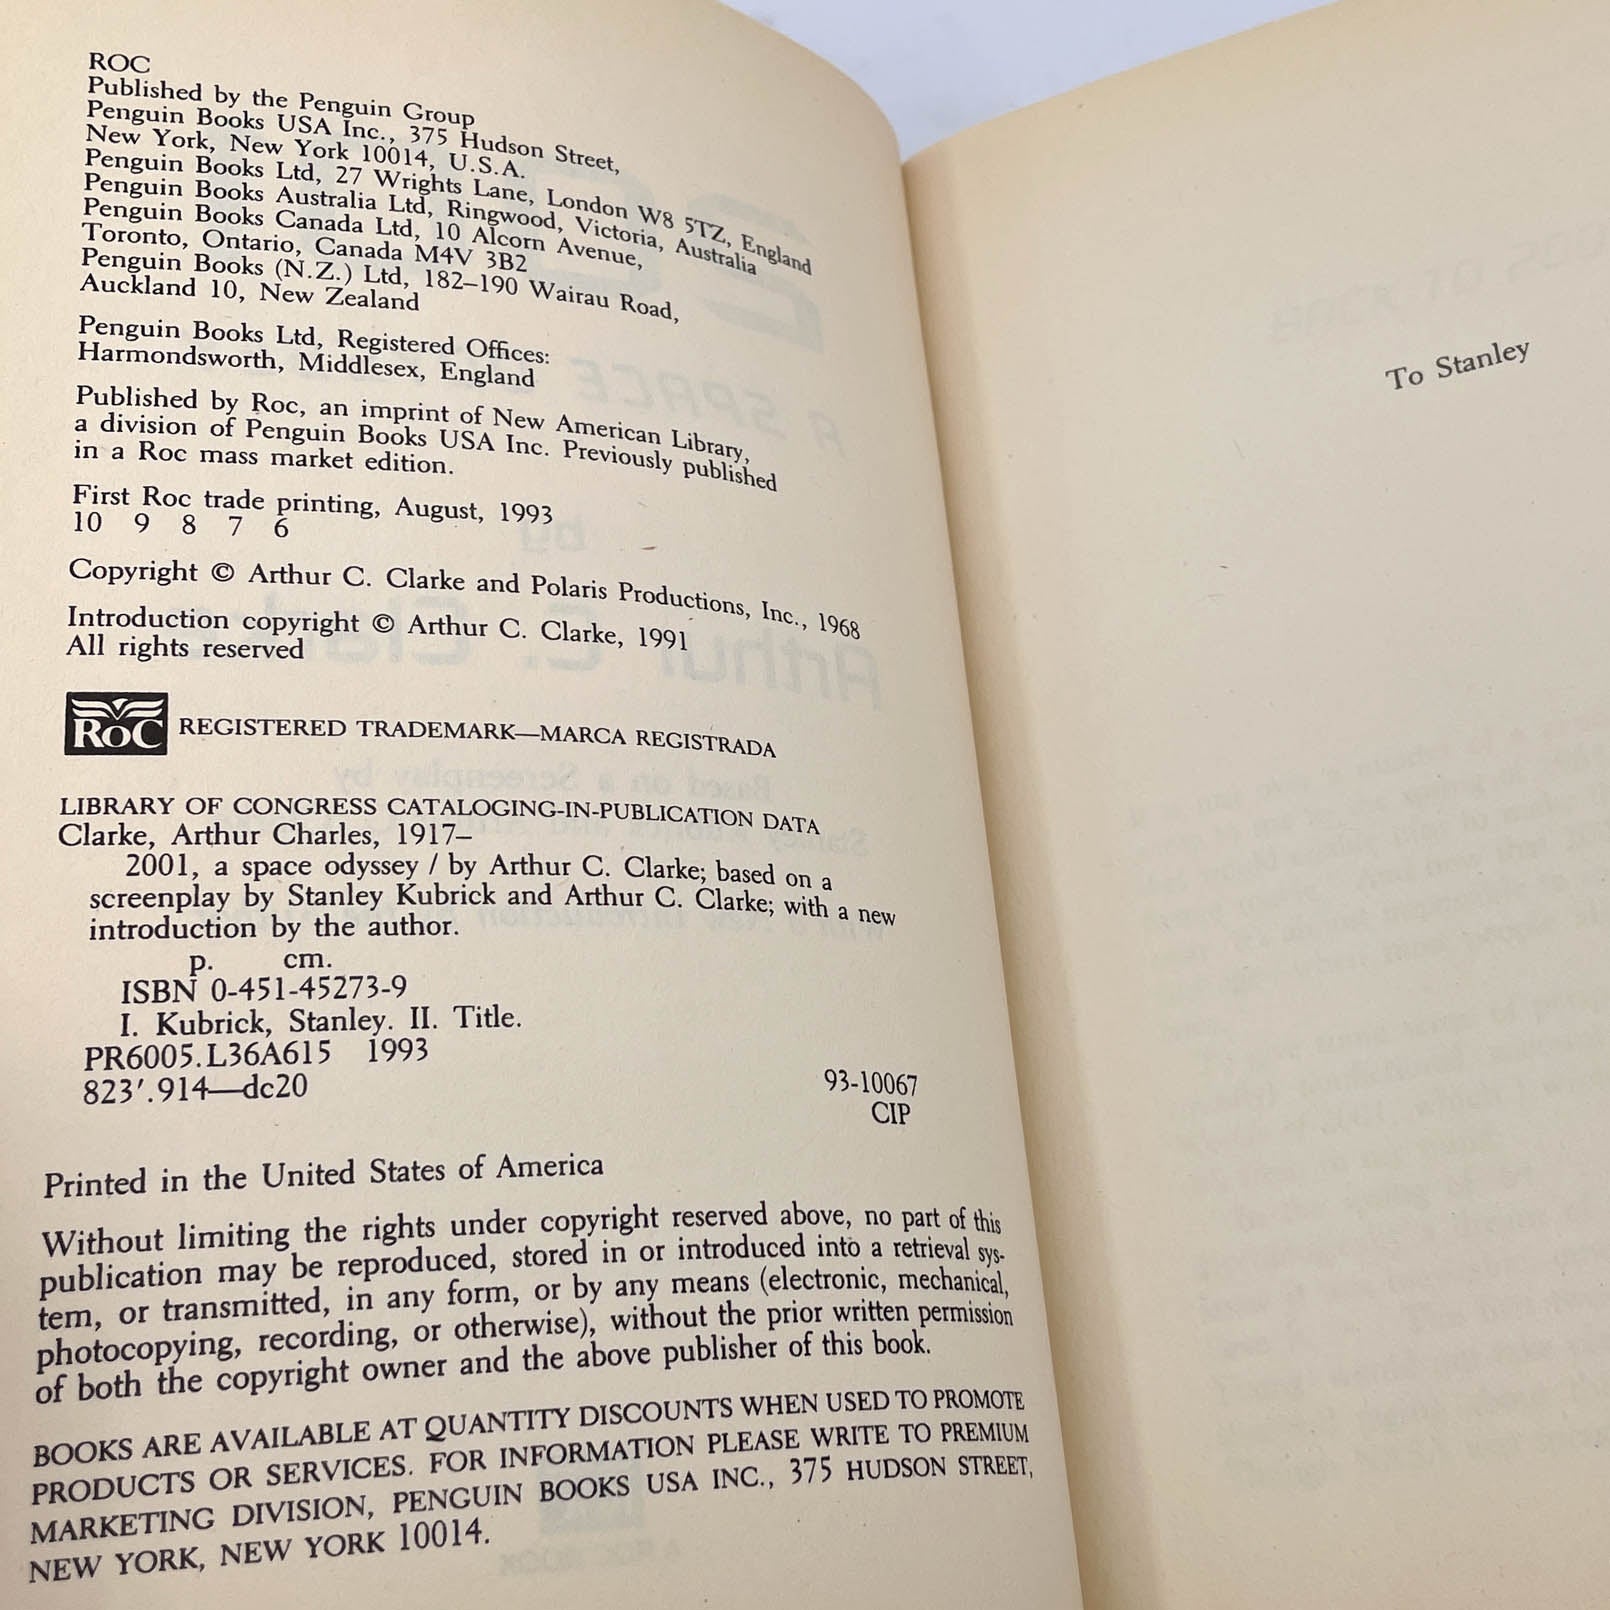 ROC
Published by the Penguin Group
Penguin Books USA Inc., 375 Hudson Street,
New York, New York 10014, U.S.A.
Penguin Books Ltd, 27 Wrights Lane, London W8 5TZ, England
Penguin Books Australia Ltd, Ringwood, Victoria, Australia
Penguin Books Canada Ltd, 10 Alcorn Avenue,
Toronto, Ontario, Canada M4V 3B2
Penguin Books (N.Z.) Ltd, 182–190 Wairau Road,
Auckland 10, New Zealand
Penguin Books Ltd, Registered Offices:
Harmondsworth, Middlesex, England
Published by Roc, an imprint of New American Library,
a division of Penguin Books USA Inc. Previously published
in a Roc mass market edition.
First Roc trade printing, August, 1993
10 9 8 7 6
Copyright © Arthur C. Clarke and Polaris Productions, Inc., 1968
Introduction copyright © Arthur C. Clarke, 1991
All rights reserved
ROC REGISTERED TRADEMARK—MARCA REGISTRADA
LIBRARY OF CONGRESS CATALOGING-IN-PUBLICATION DATA
Clarke, Arthur Charles, 1917–
2001, a space odyssey / by Arthur C. Clarke; based on a
screenplay by Stanley Kubrick and Arthur C. Clarke; with a new
introduction by the author.
p. cm.
ISBN 0-451-45273-9
I. Kubrick, Stanley. II. Title.
PR6005.L36A615 1993
823′.914—dc20 93-10067
CIP
Printed in the United States of America
Without limiting the rights under copyright reserved above, no part of this
publication may be reproduced, stored in or introduced into a retrieval sys-
tem, or transmitted, in any form, or by any means (electronic, mechanical,
photocopying, recording, or otherwise), without the prior written permission
of both the copyright owner and the above publisher of this book.
BOOKS ARE AVAILABLE AT QUANTITY DISCOUNTS WHEN USED TO PROMOTE
PRODUCTS OR SERVICES. FOR INFORMATION PLEASE WRITE TO PREMIUM
MARKETING DIVISION, PENGUIN BOOKS USA INC., 375 HUDSON STREET,
NEW YORK, NEW YORK 10014.
To Stanley